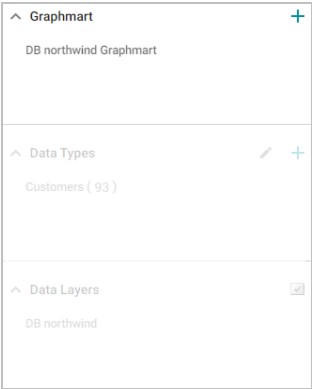 Graphmart
DB northwind Graphmart
Data Types
Customers ( 93 )
Data Layers
DB northwind